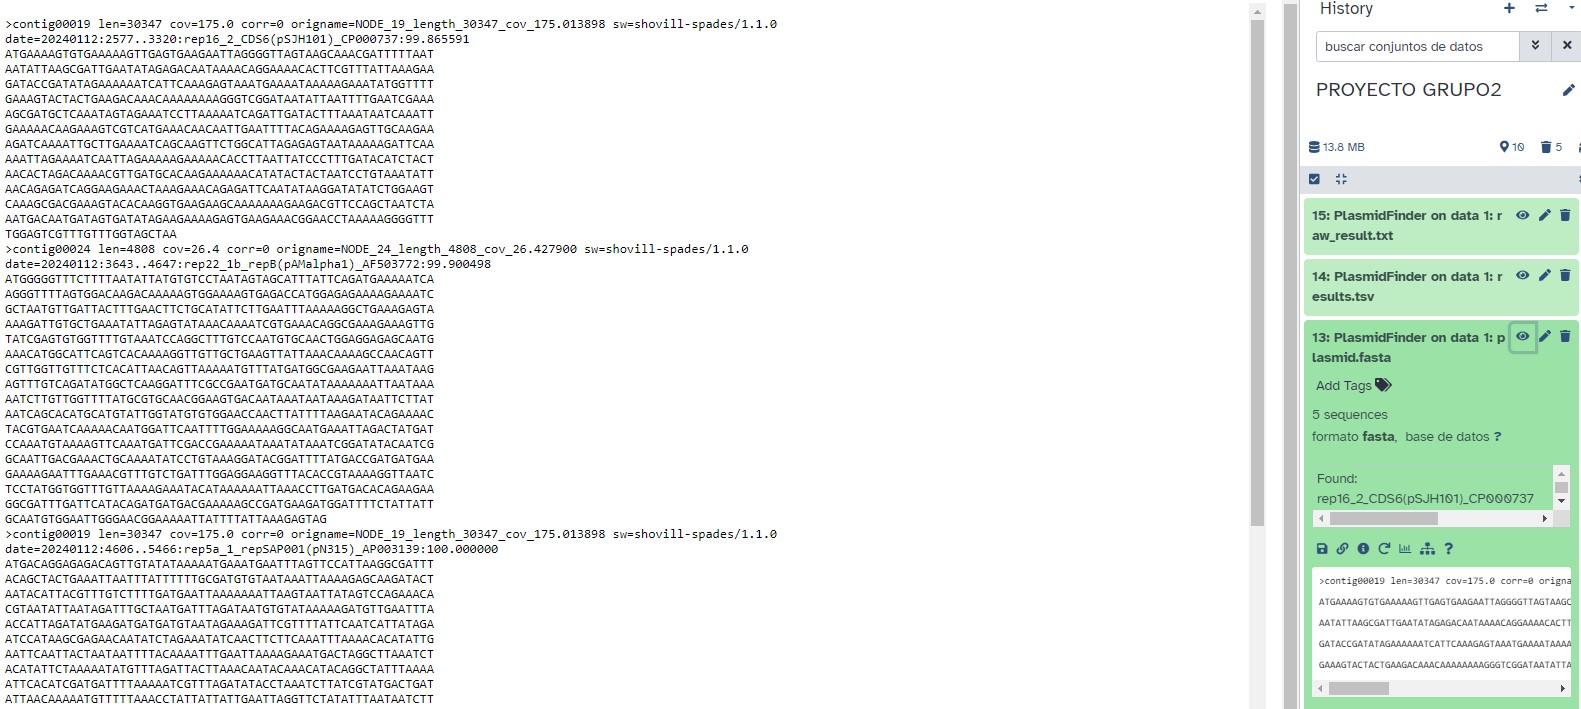 >contig00019 len=30347 cov=175.0 corr=0 origname=NODE_19_length_30347_cov_175.013898 sw=shovill-spades/1.1.0
date=20240112:2577..3320:rep16_2_CDS6(pSJH101)_CP000737:99.865591
ATGAAAAGTGTGAAAAAGTTGAGTGAAGAATTAGGGGTTAGTAAGCAAACGATTTTTAAT
AATATTAAGCGATTGAATATAGAGACAATAAAACAGGAAAACACTTCGTTTATTAAAGAA
GATACCGATATAGAAAAAATCATTCAAAGAGTAAATGAAAATAAAAAGAAATATGGTTTT
GAAAGTACTACTGAAGACAAACAAAAAAAAGGGTCGGATAATATTAATTTTGAATCGAAA
AGCGATGCTCAAATAGTAGAAATCCTTAAAAATCAGATTGATACTTTAAATAATCAAATT
GAAAAACAAGAAAGTCGTCATGAAACAACAATTGAATTTTACAGAAAAGAGTTGCAAGAA
AGATCAAAATTGCTTGAAAATCAGCAAGTTCTGGCATTAGAGAGTAATAAAAAGATTCAA
AAATTAGAAAATCAATTAGAAAAAGAAAAACACCTTAATTATCCCTTTGATACATCTACT
AACACTAGACAAAACGTTGATGCACAAGAAAAAACATATACTACTAATCCTGTAAATATT
AACAGAGATCAGGAAGAAACTAAAGAAACAGAGATTCAATATAAGGATATATCTGGAAGT
CAAAGCGACGAAAGTACACAAGGTGAAGAAGCAAAAAAAGAAGACGTTCCAGCTAATCTA
AATGACAATGATAGTGATATAGAAGAAAAGAGTGAAGAAACGGAACCTAAAAAGGGGTTT
TGGAGTCGTTTGTTTGGTAGCTAA
>contig00024 len=4808 cov=26.4 corr=0 origname=NODE_24_length_4808_cov_26.427900 sw=shovill-spades/1.1.0
date=20240112:3643..4647:rep22_1b_repB(pAMalpha1)_AF503772:99.900498
ATGGGGGTTTCTTTTAATATTATGTGTCCTAATAGTAGCATTTATTCAGATGAAAAATCA
AGGGTTTTAGTGGACAAGACAAAAAGTGGAAAAGTGAGACCATGGAGAGAAAAGAAAATC
GCTAATGTTGATTACTTTGAACTTCTGCATATTCTTGAATTTAAAAAGGCTGAAAGAGTA
AAAGATTGTGCTGAAATATTAGAGTATAAACAAAATCGTGAAACAGGCGAAAGAAAGTTG
TATCGAGTGTGGTTTTGTAAATCCAGGCTTTGTCCAATGTGCAACTGGAGGAGAGCAATG
AAACATGGCATTCAGTCACAAAAGGTTGTTGCTGAAGTTATTAAACAAAAGCCAACAGTT
CGTTGGTTGTTTCTCACATTAACAGTTAAAAATGTTTATGATGGCGAAGAATTAAATAAG
AGTTTGTCAGATATGGCTCAAGGATTTCGCCGAATGATGCAATATAAAAAAATTAATAAA
AATCTTGTTGGTTTTATGCGTGCAACGGAAGTGACAATAAATAATAAAGATAATTCTTAT
AATCAGCACATGCATGTATTGGTATGTGTGGAACCAACTTATTTTAAGAATACAGAAAAC
TACGTGAATCAAAAACAATGGATTCAATTTTGGAAAAAGGCAATGAAATTAGACTATGAT
CCAAATGTAAAAGTTCAAATGATTCGACCGAAAAATAAATATAAATCGGATATACAATCG
GCAATTGACGAAACTGCAAAATATCCTGTAAAGGATACGGATTTTATGACCGATGATGAA
GAAAAGAATTTGAAACGTTTGTCTGATTTGGAGGAAGGTTTACACCGTAAAAGGTTAATC
TCCTATGGTGGTTTGTTAAAAGAAATACATAAAAAATTAAACCTTGATGACACAGAAGAA
GGCGATTTGATTCATACAGATGATGACGAAAAAGCCGATGAAGATGGATTTTCTATTATT
GCAATGTGGAATTGGGAACGGAAAAATTATTTTATTAAAGAGTAG
>contig00019 len=30347 cov=175.0 corr=0 origname=NODE_19_length_30347_cov_175.013898 sw=shovill-spades/1.1.0
date=20240112:4606..5466:rep5a_1_repSAP001(pN315)_AP003139:100.000000
ATGACAGGAGAGACAGTTGTATATAAAAATGAAATGAATTTAGTTCCATTAAGGCGATTT
ACAGCTACTGAAATTAATTTATTTTTTGCGATGTGTAATAAATTAAAAGAGCAAGATACT
AATACATTACGTTTGTCTTTTGATGAATTAAAAAAATTAAGTAATTATAGTCCAGAAACA
CGTAATATTAATAGATTTGCTAATGATTTAGATAATGTGTATAAAAAGATGTTGAATTTA
ACCATTAGATATGAAGATGATGATGTAATAGAAAGATTCGTTTTATTCAATCATTATAGA
ATCCATAAGCGAGAACAATATCTAGAAATATCAACTTCTTCAAATTTAAAACACATATTG
AATTCAATTACTAATAATTTTACAAAATTTGAATTAAAAGAAATGACTAGGCTTAAATCT
ACATATTCTAAAAATATGTTTAGATTACTTAAACAATACAAACATACAGGCTATTTAAAA
ATTCACATCGATGATTTTAAAAATCGTTTAGATATACCTAAATCTTATCGTATGACTGAT
ATTAACAAAAATGTTTTTAAACCTATTATTATTGAATTAGGTTCTATATTTAATAATCTT
History
buscar conjuntos de datos
PROYECTO GRUPO2
13.8 MB
10
5
15: PlasmidFinder on data 1: r
aw_result.txt
14: PlasmidFinder on data 1: r
esults.tsv
13: PlasmidFinder on data 1: p
lasmid.fasta
Add Tags
5 sequences
formato fasta, base de datos ?
Found:
rep16_2_CDS6(pSJH101)_CP000737
>contig00019 len=30347 cov=175.0 corr=0 origna
ATGAAAAGTGTGAAAAAGTTGAGTGAAGAATTAGGGGTTAGTAAGC
AATATTAAGCGATTGAATATAGAGACAATAAAACAGGAAAACACTT
GATACCGATATAGAAAAAATCATTCAAAGAGTAAATGAAAATAAAA
GAAAGTACTACTGAAGACAAACAAAAAAAAGGGTCGGATAATATTA